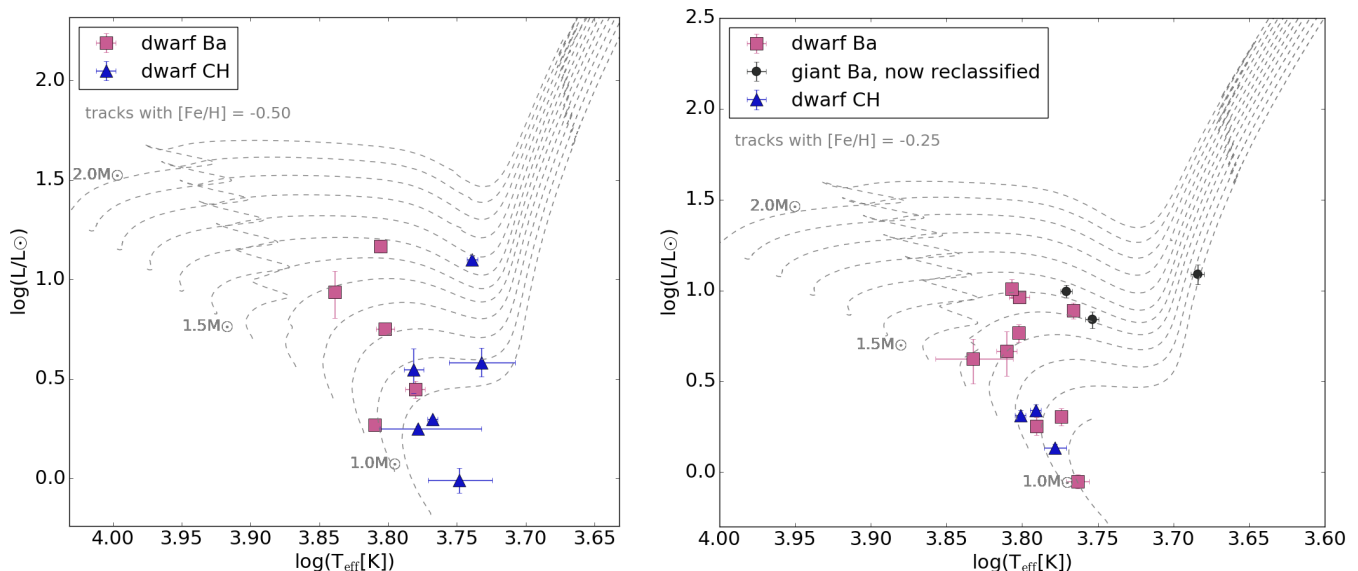 dwarf Ba
dwarf CH
tracks with [Fe/H] = -0.50
2.0M☉
1.5M☉
1.0M☉
2.0
1.5
1.0
0.5
0.0
log(L/L☉)
4.00 3.95 3.90 3.85 3.80 3.75 3.70 3.65
log(Teff[K])
dwarf Ba
giant Ba, now reclassified
dwarf CH
tracks with [Fe/H] = -0.25
2.0M☉
1.5M☉
1.0M☉
2.5
2.0
1.5
1.0
0.5
0.0
log(L/L☉)
4.00 3.95 3.90 3.85 3.80 3.75 3.70 3.65 3.60
log(Teff[K])